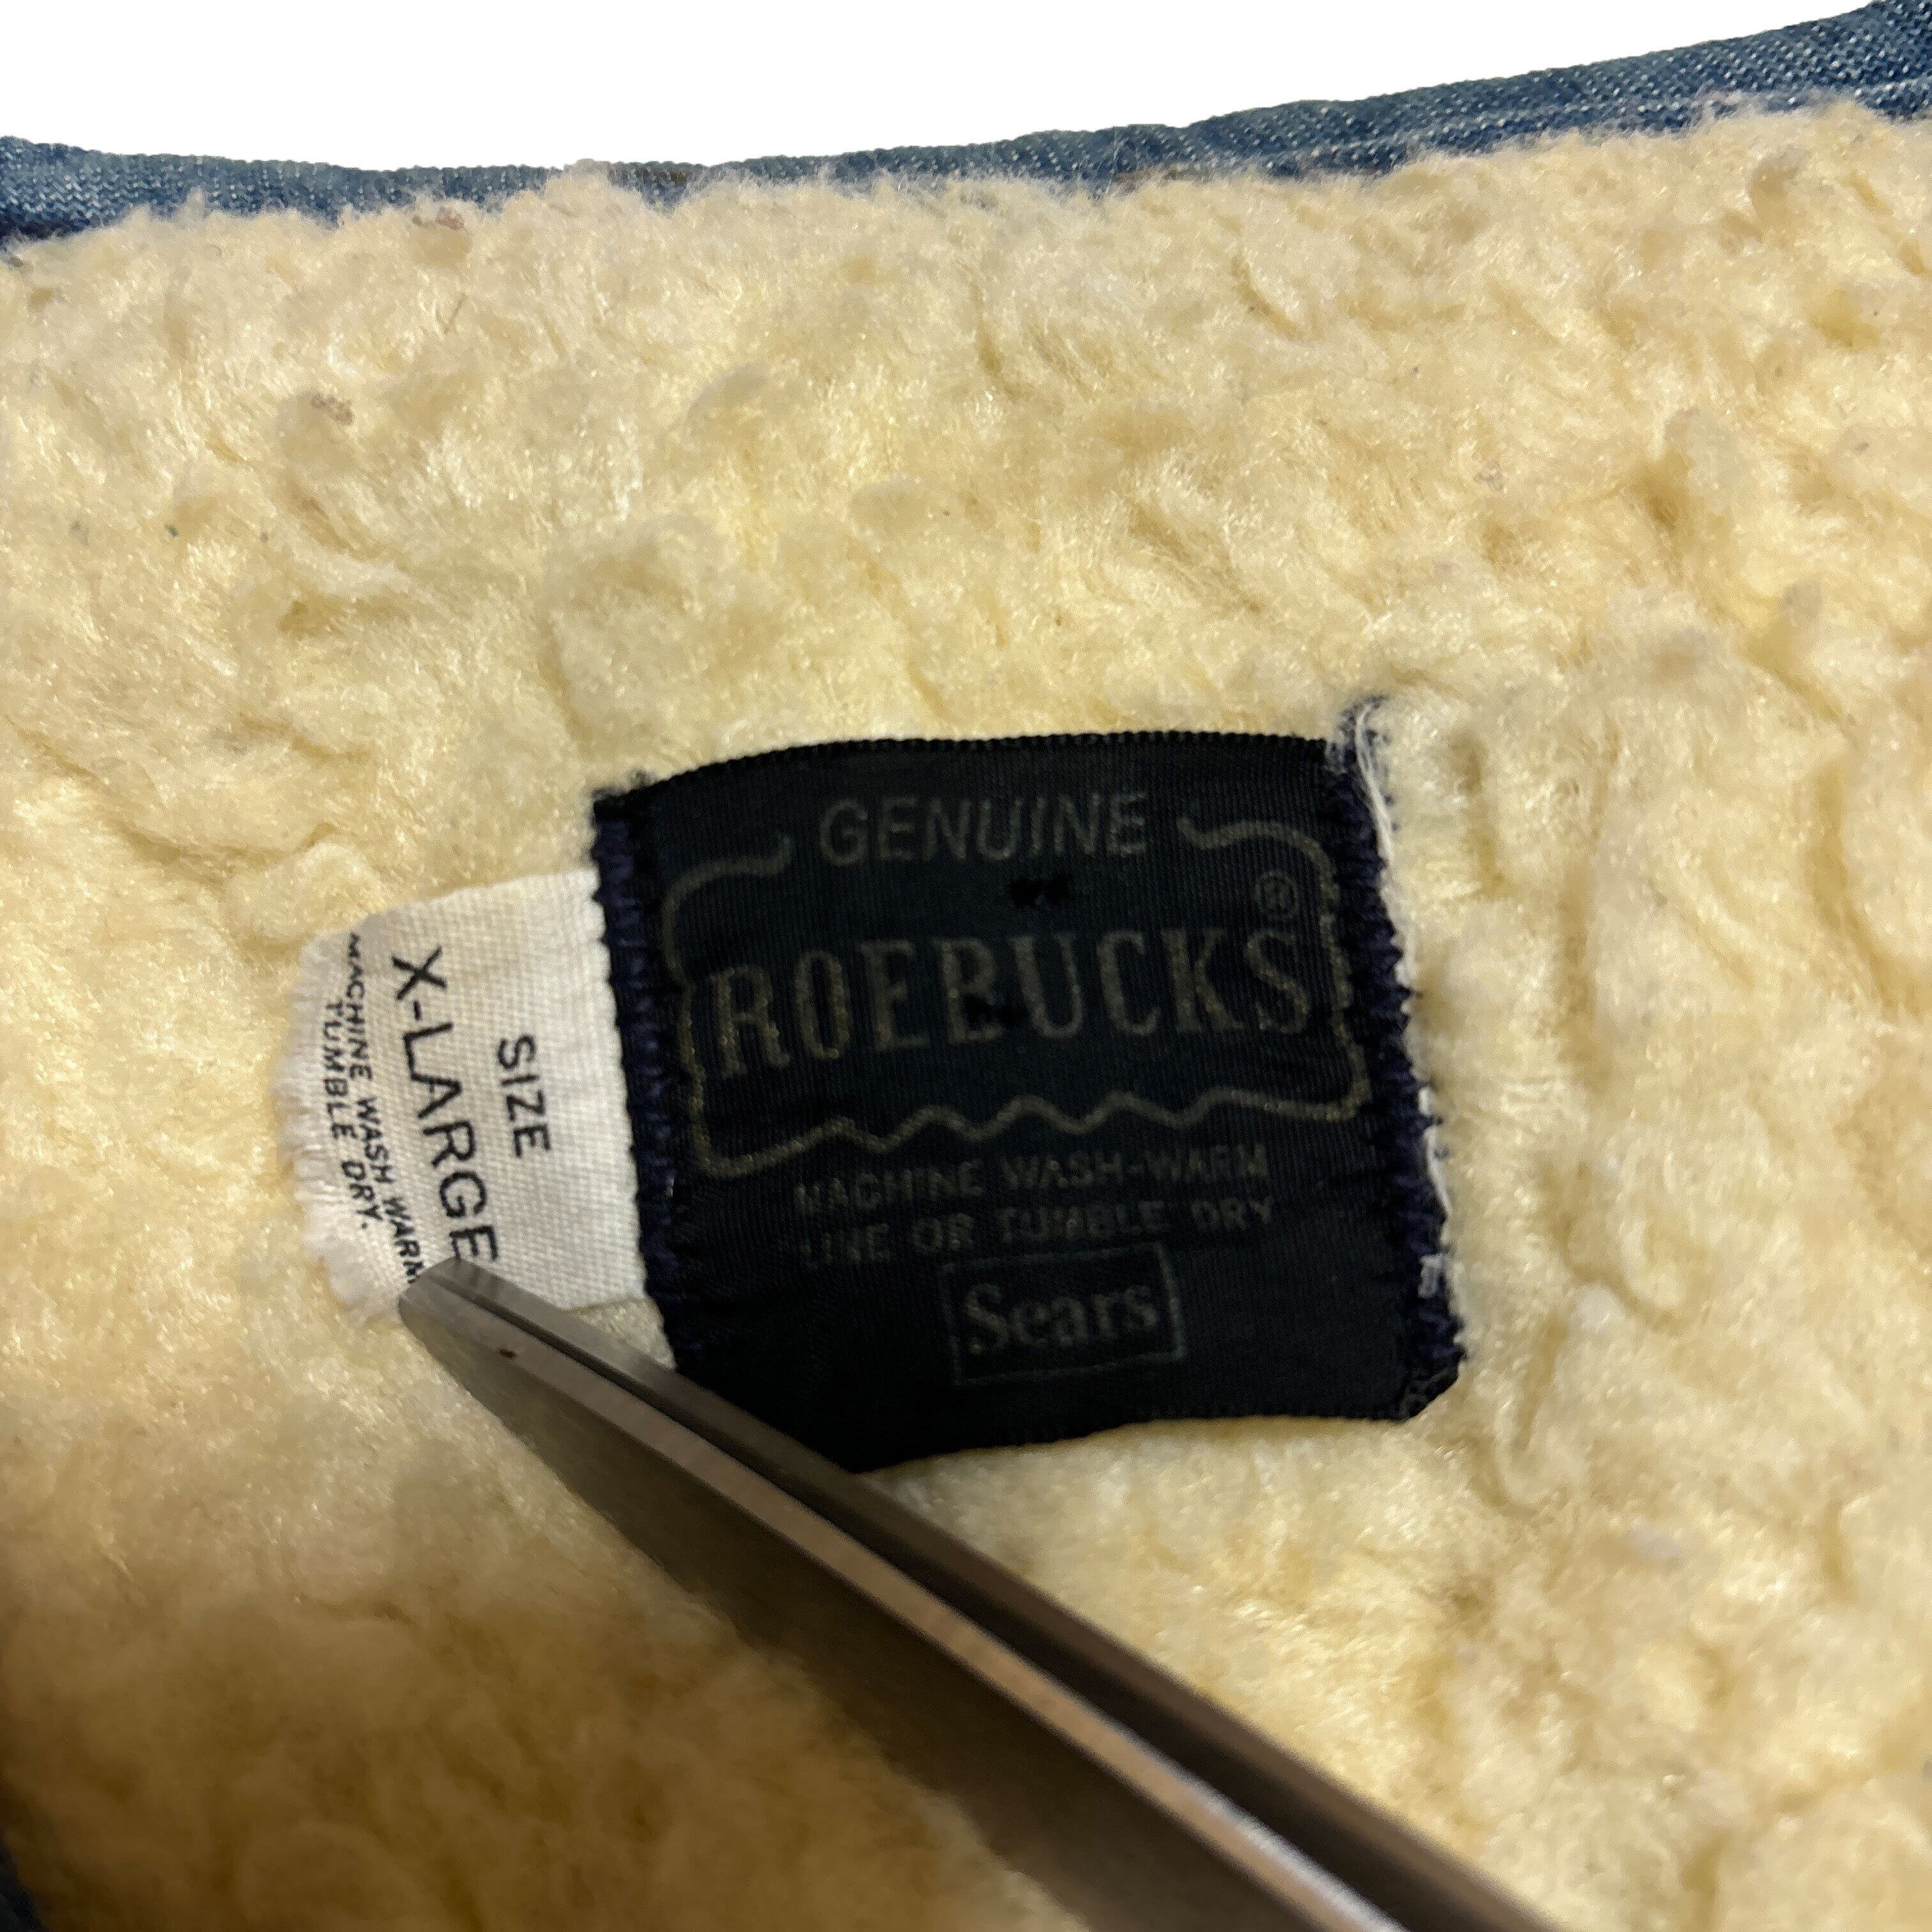 GENUINE
ROEBUCKS®
MACHINE WASH-WARM
LINE OR TUMBLE DRY
Sears
SIZE
X-LARGE
MACHINE WASH WARM
TUMBLE DRY.